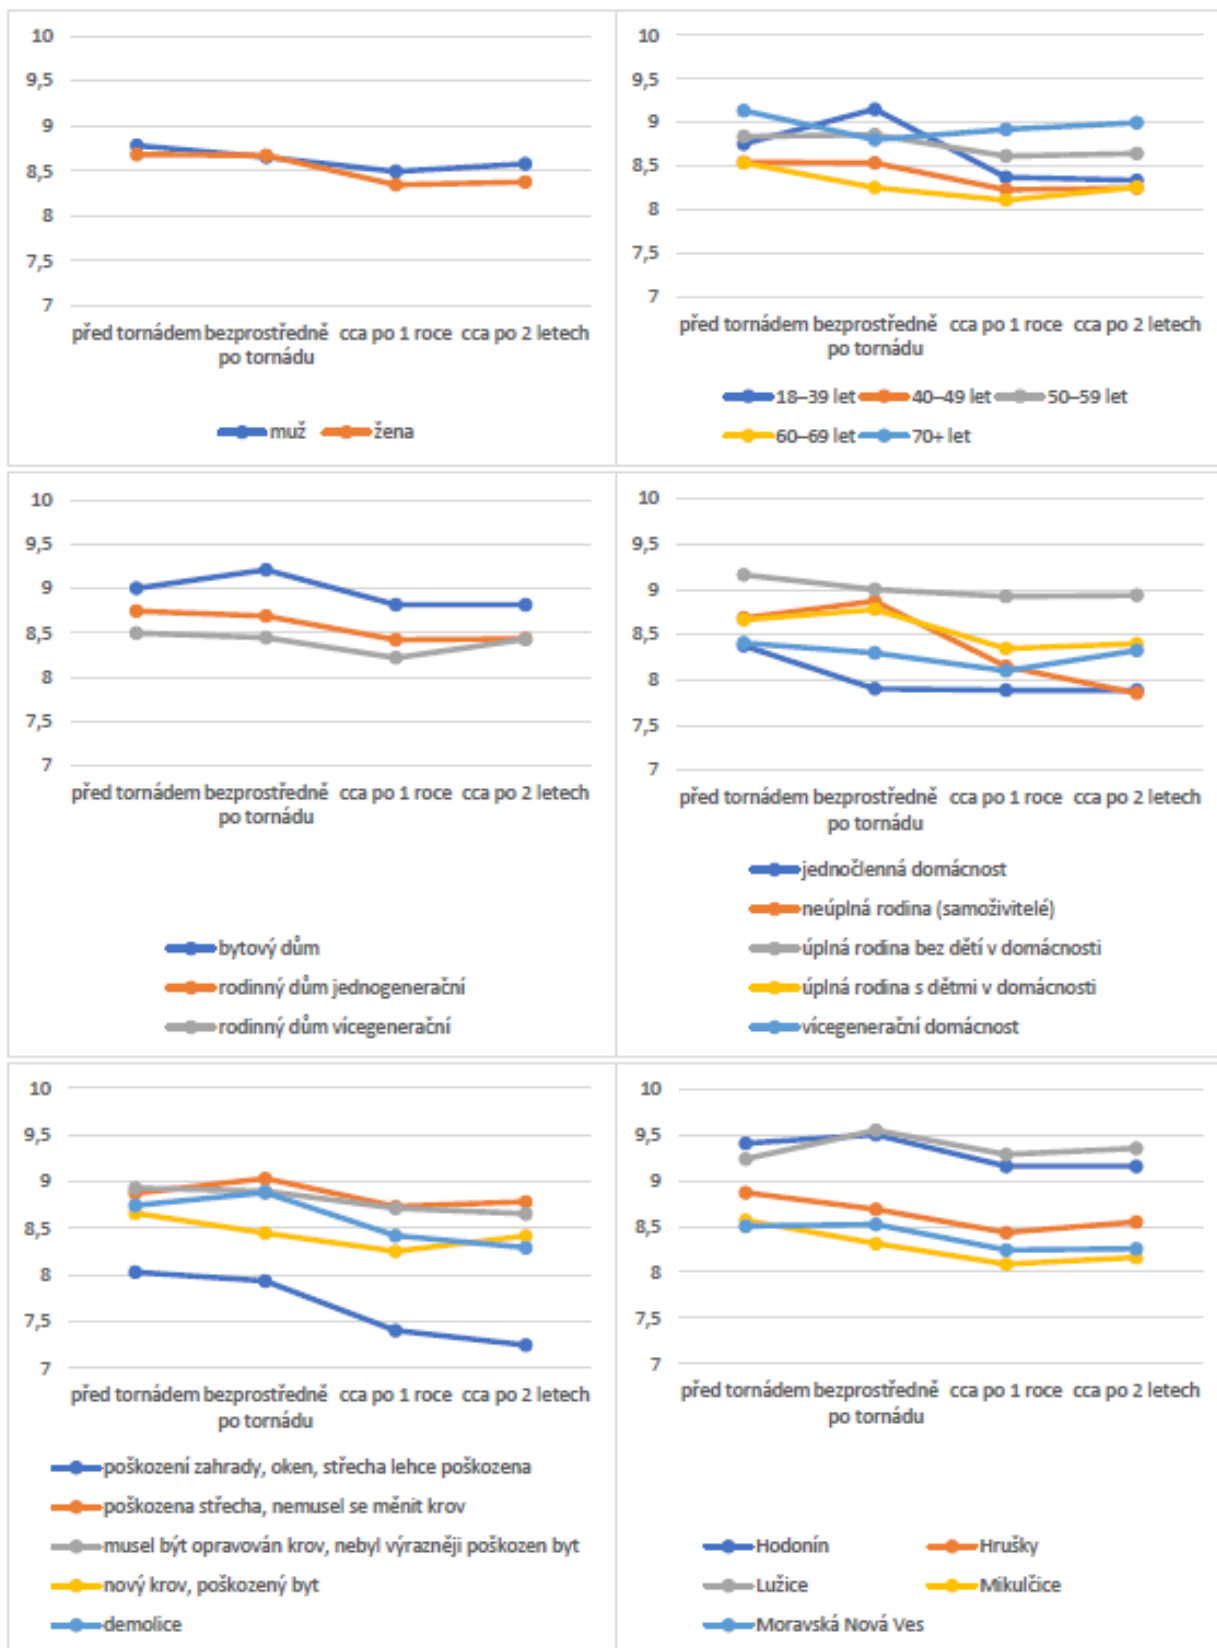 10
9,5
9
8,5
8
7,5
7
před tornádem bezprostředně cca po 1 roce cca po 2 letech
po tornádu
muž žena
10
9,5
9
8,5
8
7,5
7
před tornádem bezprostředně cca po 1 roce cca po 2 letech
po tornádu
18–39 let 40–49 let 50–59 let
60–69 let 70+ let
10
9,5
9
8,5
8
7,5
7
před tornádem bezprostředně cca po 1 roce cca po 2 letech
po tornádu
bytový dům
rodinný dům jednogenerační
rodinný dům vícegenerační
10
9,5
9
8,5
8
7,5
7
před tornádem bezprostředně cca po 1 roce cca po 2 letech
po tornádu
jednočlenná domácnost
neúplná rodina (samoživitelé)
úplná rodina bez dětí v domácnosti
úplná rodina s dětmi v domácnosti
vícegenerační domácnost
10
9,5
9
8,5
8
7,5
7
před tornádem bezprostředně cca po 1 roce cca po 2 letech
po tornádu
poškození zahrady, oken, střecha lehce poškozena
poškozena střecha, nemusel se měnit krov
musel být opravován krov, nebyl výrazněji poškozen byt
nový krov, poškozený byt
demolice
10
9,5
9
8,5
8
7,5
7
před tornádem bezprostředně cca po 1 roce cca po 2 letech
po tornádu
Hodonín Hrušky
Lužice Mikulčice
Moravská Nová Ves